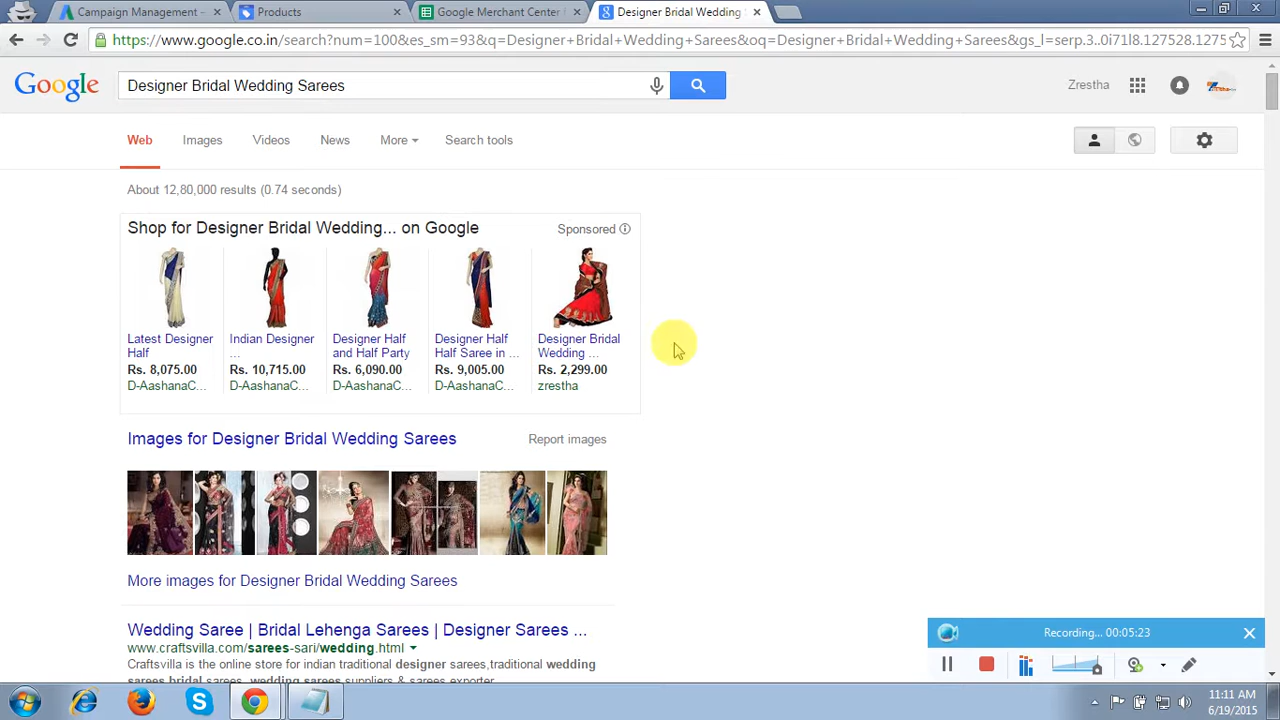 Campaign Management -
Products
Google Merchant Center
Designer Bridal Wedding
https://www.google.co.in/search?num=100&es_sm=93&q=Designer+Bridal+Wedding+Sarees&oq=Designer+Bridal+Wedding+Sarees&gs_l=serp.3..0i71l8.127528.1275
Google
Designer Bridal Wedding Sarees
Zrestha
Web
Images
Videos
News
More
Search tools
About 12,80,000 results (0.74 seconds)
Shop for Designer Bridal Wedding... on Google
Sponsored
Latest Designer
Half
Rs. 8,075.00
D-AashanaC...
Indian Designer
...
Rs. 10,715.00
D-AashanaC...
Designer Half
and Half Party
Rs. 6,090.00
D-AashanaC...
Designer Half
Half Saree in ...
Rs. 9,005.00
D-AashanaC...
Designer Bridal
Wedding ...
Rs. 2,299.00
zrestha
Images for Designer Bridal Wedding Sarees
Report images
More images for Designer Bridal Wedding Sarees
Wedding Saree | Bridal Lehenga Sarees | Designer Sarees ...
www.craftsvilla.com/sarees-sari/wedding.html
Craftsvilla is the online store for indian traditional designer sarees,traditional wedding
sarees,bridal sarees, wedding sarees suppliers & sarees exporter
Recording... 00:05:23
11:11 AM
6/19/2015